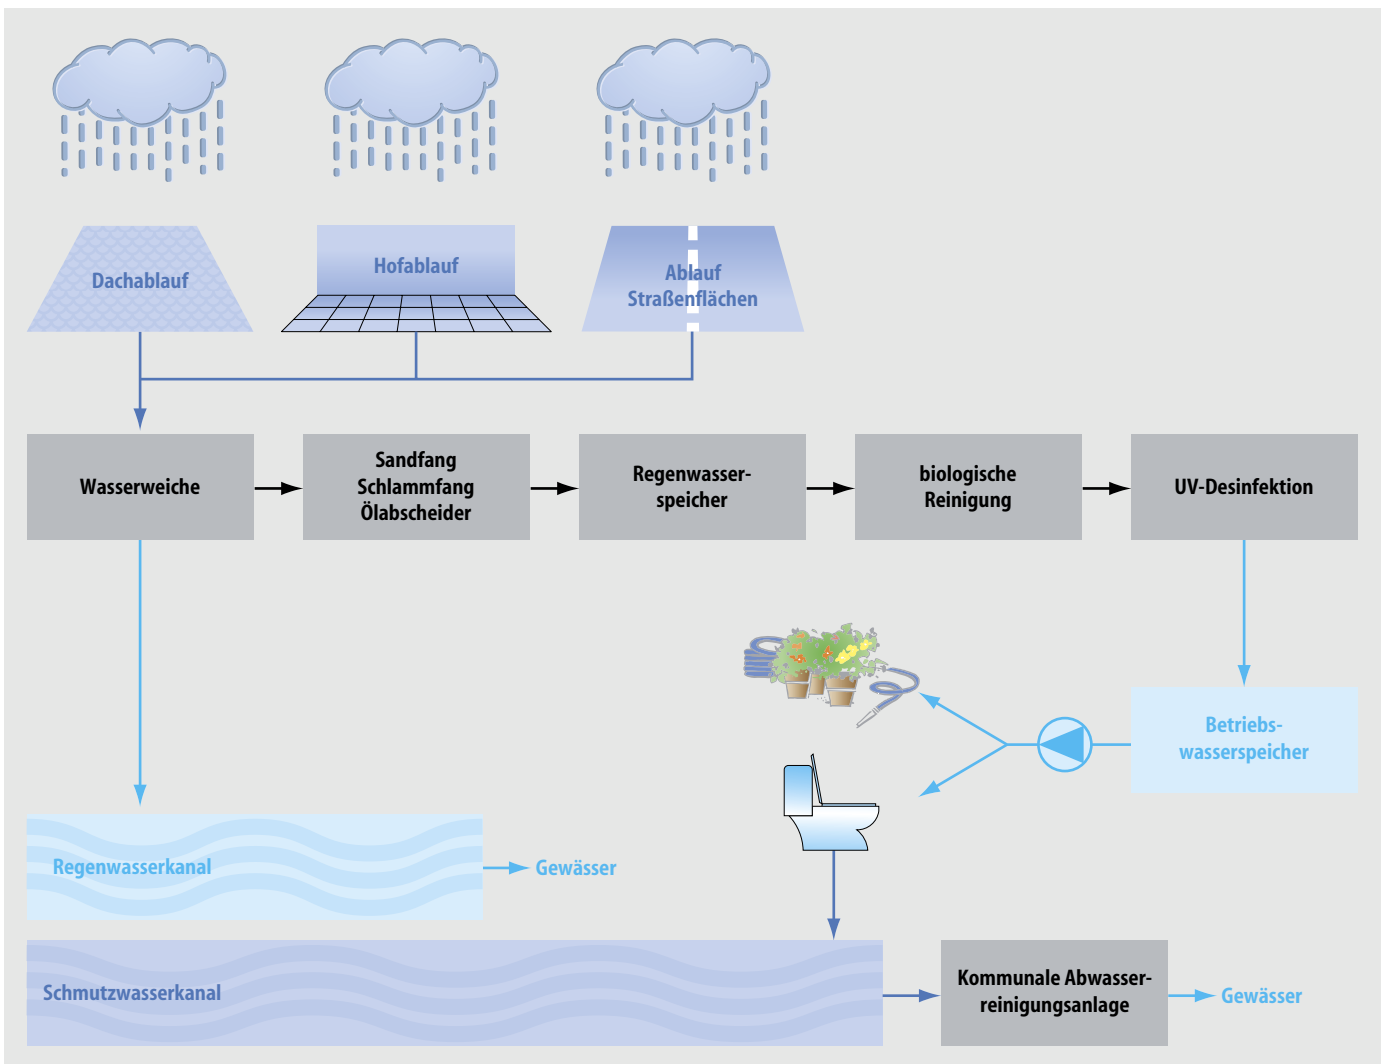 Dachablauf
Hofablauf
Ablauf
Straßenflächen
Wasserweiche
Sandfang
Schlammfang
Ölabscheider
Regenwasser-
speicher
biologische
Reinigung
UV-Desinfektion
Betriebs-
wasserspeicher
Regenwasserkanal
Gewässer
Schmutzwasserkanal
Kommunale Abwasser-
reinigungsanlage
Gewässer